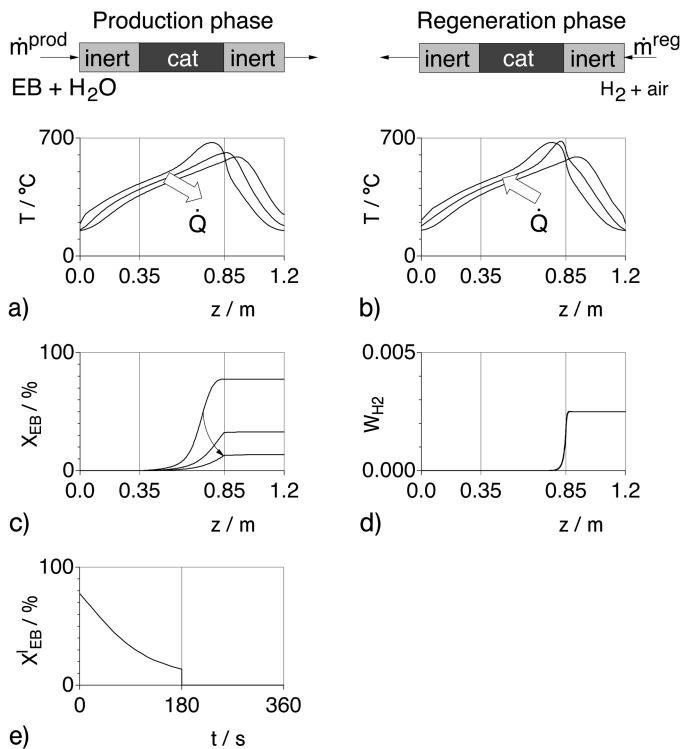 Production phase
Regeneration phase
ṁprod
inert cat inert
inert cat inert
ṁreg
EB + H2O
H2 + air
700
T / °C
Q̇
0
0.0 0.35 0.85 1.2
a)
z / m
700
T / °C
Q̇
0
0.0 0.35 0.85 1.2
b)
z / m
100
XEB / %
0
0.0 0.35 0.85 1.2
c)
z / m
0.005
WH2
0.000
0.0 0.35 0.85 1.2
d)
z / m
100
XIEB / %
0
0 180 360
e)
t / s